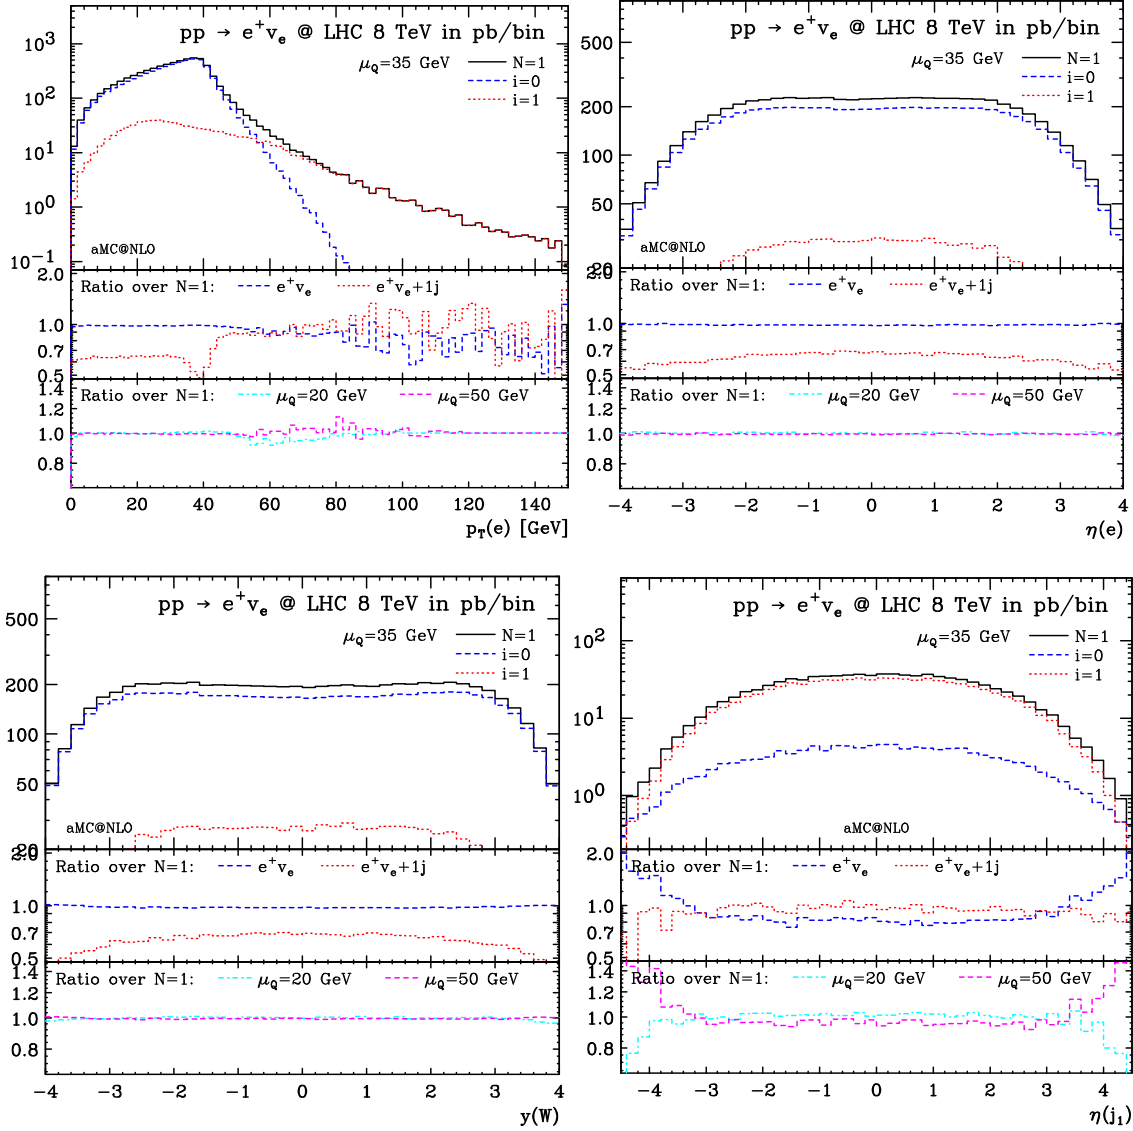 pp → e⁺νₑ @ LHC 8 TeV in pb/bin
μ_Q=35 GeV
N=1
i=0
i=1
10³
10²
10¹
10⁰
10⁻¹
aMC@NLO
Ratio over N=1: e⁺νₑ e⁺νₑ+1j
2.0
1.0
0.7
0.5
Ratio over N=1: μ_Q=20 GeV μ_Q=50 GeV
1.4
1.2
1.0
0.8
0 20 40 60 80 100 120 140
p_T(e) [GeV]
pp → e⁺νₑ @ LHC 8 TeV in pb/bin
μ_Q=35 GeV
N=1
i=0
i=1
500
200
100
50
20
aMC@NLO
Ratio over N=1: e⁺νₑ e⁺νₑ+1j
2.0
1.0
0.7
0.5
Ratio over N=1: μ_Q=20 GeV μ_Q=50 GeV
1.4
1.2
1.0
0.8
−4 −3 −2 −1 0 1 2 3 4
η(e)
pp → e⁺νₑ @ LHC 8 TeV in pb/bin
μ_Q=35 GeV
N=1
i=0
i=1
500
200
100
50
20
aMC@NLO
Ratio over N=1: e⁺νₑ e⁺νₑ+1j
2.0
1.0
0.7
0.5
Ratio over N=1: μ_Q=20 GeV μ_Q=50 GeV
1.4
1.2
1.0
0.8
−4 −3 −2 −1 0 1 2 3 4
y(W)
pp → e⁺νₑ @ LHC 8 TeV in pb/bin
μ_Q=35 GeV
N=1
i=0
i=1
10²
10¹
10⁰
aMC@NLO
Ratio over N=1: e⁺νₑ e⁺νₑ+1j
2.0
1.0
0.7
0.5
Ratio over N=1: μ_Q=20 GeV μ_Q=50 GeV
1.4
1.2
1.0
0.8
−4 −3 −2 −1 0 1 2 3 4
η(j₁)